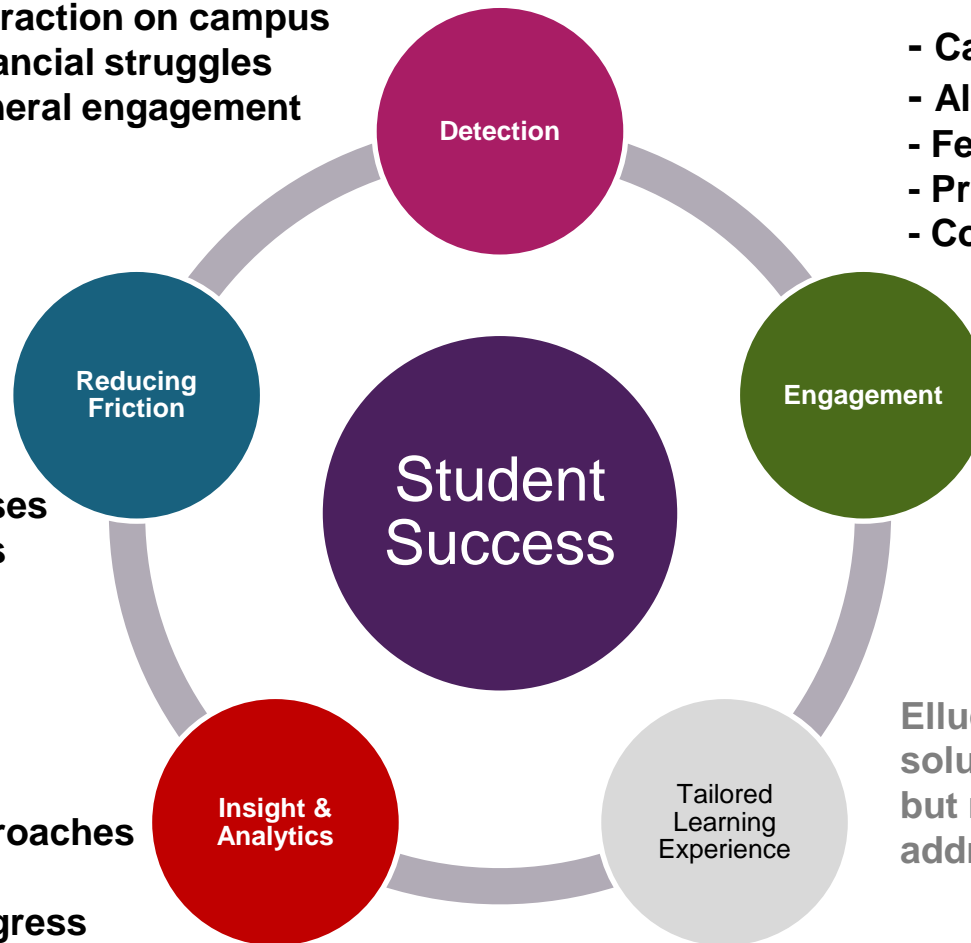 raction on campus
ancial struggles
neral engagement
- Ca
- Al
- Fe
- Pr
- Co
Detection
Reducing
Friction
Engagement
Student
Success
ses
s
Insight &
Analytics
Tailored
Learning
Experience
roaches
gress
Ellu
solu
but
addr